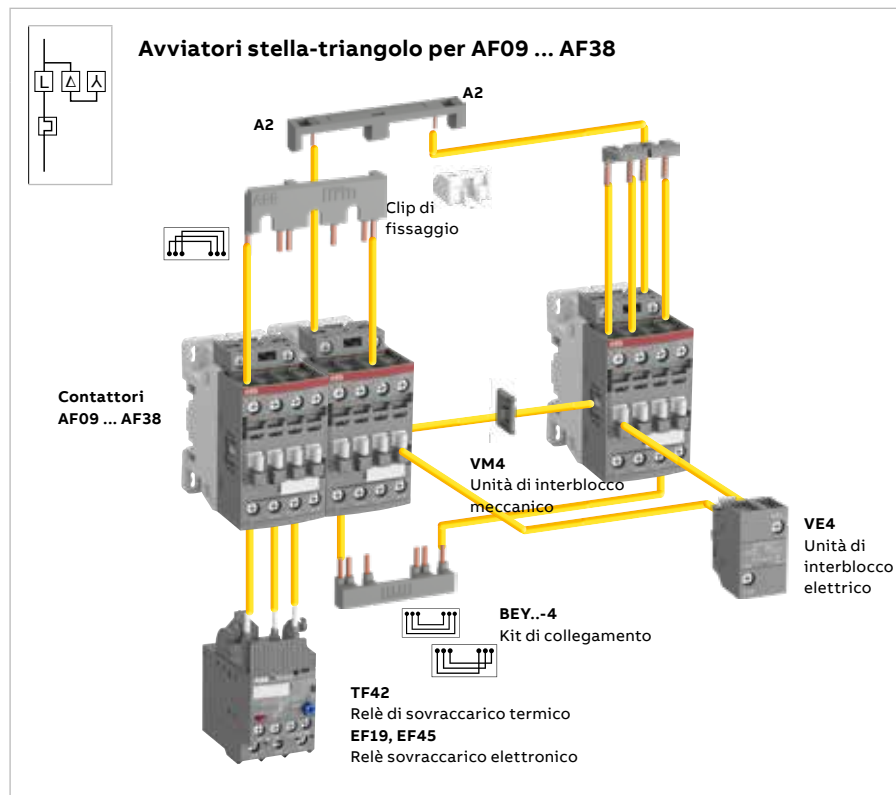 Avviatori stella-triangolo per AF09 ... AF38
L Δ
A2
A2
ABB
Clip di
fissaggio
Contattori
AF09 ... AF38
VM4
Unità di interblocco
meccanico
VE4
Unità di
interblocco
elettrico
BEY..-4
Kit di collegamento
TF42
Relè di sovraccarico termico
EF19, EF45
Relè sovraccarico elettronico